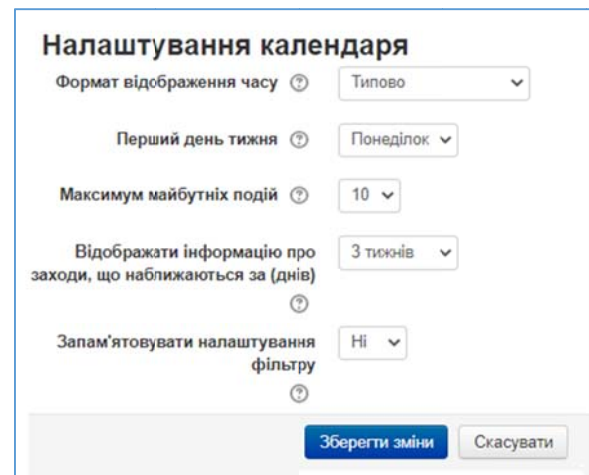 Налаштування календаря
Формат відображення часу
Типово
Перший день тижня
Понеділок
Максимум майбутніх подій
10
Відображати інформацію про
заходи, що наближаються за (днів)
3 тижнів
Запам'ятовувати налаштування
фільтру
Ні
Зберегти зміни
Скасувати